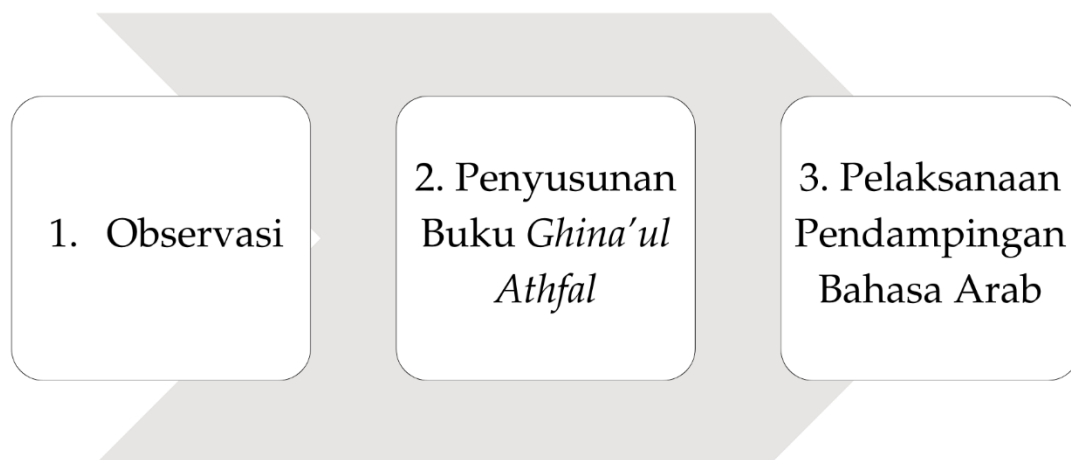 1. Observasi
2. Penyusunan
Buku Ghina’ul
Athfal
3. Pelaksanaan
Pendampingan
Bahasa Arab